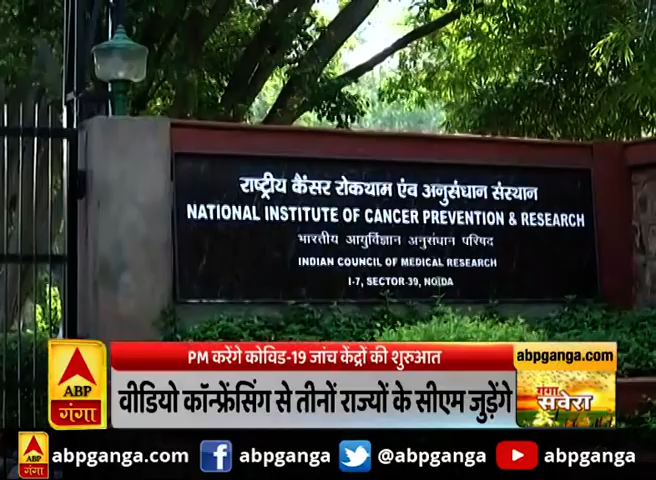 राष्ट्रीय कैंसर रोकथाम एंव अनुसंधान संस्थान
NATIONAL INSTITUTE OF CANCER PREVENTION & RESEARCH
भारतीय आयुर्विज्ञान अनुसंधान परिषद
INDIAN COUNCIL OF MEDICAL RESEARCH
I-7, SECTOR-39, NOIDA
PM करेंगे कोविड-19 जांच केंद्रों की शुरुआत
abpganga.com
ABP
गंगा
वीडियो कॉन्फ्रेंसिंग से तीनों राज्यों के सीएम जुड़ेंगे
गंगा
सवेरा
ABP
गंगा
abpganga.com
abpganga
@abpganga
abpganga